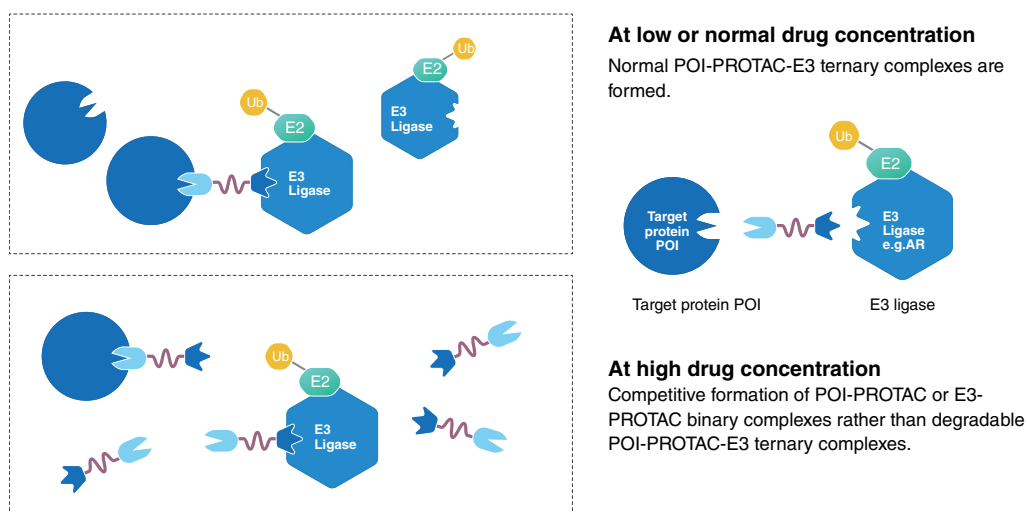 Ub
E2
E3
Ligase
Ub
E2
E3
Ligase
At low or normal drug concentration
Normal POI-PROTAC-E3 ternary complexes are
formed.
Ub
E2
Target
protein
POI
E3
Ligase
e.g.AR
Target protein POI
E3 ligase
Ub
E2
E3
Ligase
At high drug concentration
Competitive formation of POI-PROTAC or E3-
PROTAC binary complexes rather than degradable
POI-PROTAC-E3 ternary complexes.